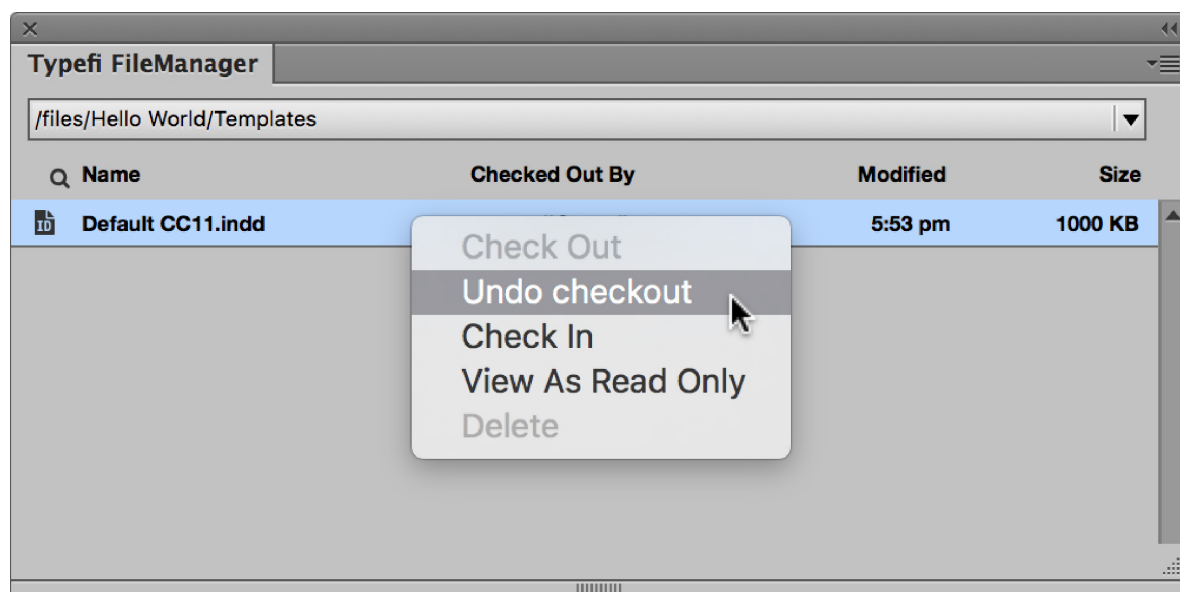 Typefi FileManager
/files/Hello World/Templates
Name Checked Out By Modified Size
ID Default CC11.indd 5:53 pm 1000 KB
Check Out
Undo checkout
Check In
View As Read Only
Delete